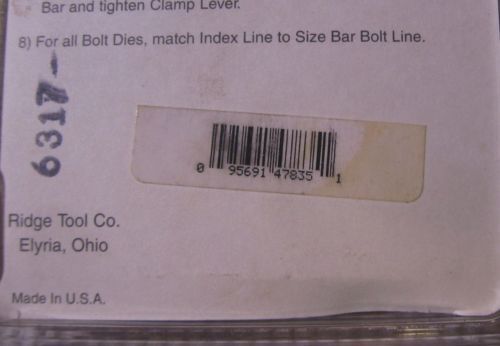 Bar and tighten Clamp Lever.
8) For all Bolt Dies, match Index Line to Size Bar Bolt Line.
6317-
0 95691 47835 1
Ridge Tool Co.
Elyria, Ohio
Made In U.S.A.